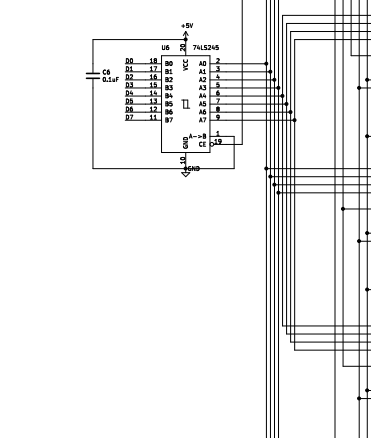 +5V
U6 74LS245
20
VCC
C6
0.1uF
D0 18 B0 A0 2
D1 17 B1 A1 3
D2 16 B2 A2 4
D3 15 B3 A3 5
D4 14 B4 A4 6
D5 13 B5 A5 7
D6 12 B6 A6 8
D7 11 B7 A7 9
A->B 1
CE 19
GND
10
GND